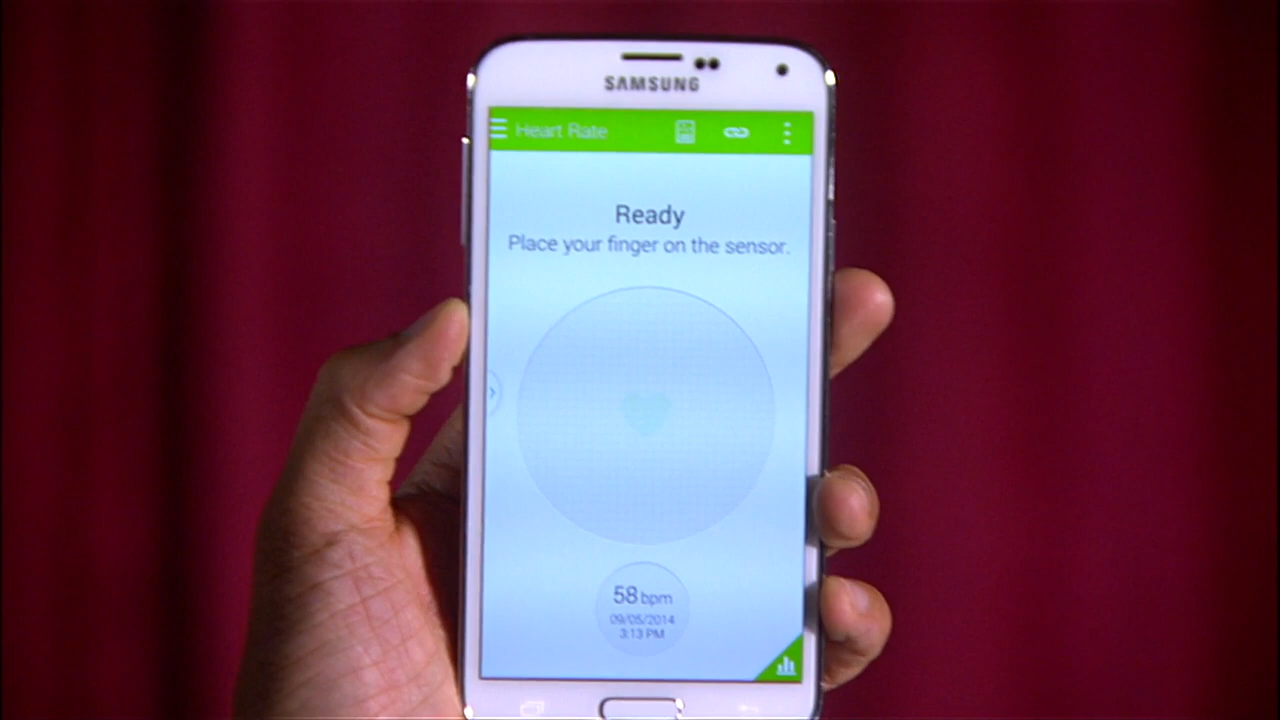 SAMSUNG
Heart Rate
Ready
Place your finger on the sensor.
58 bpm
09/05/2014
3:13 PM